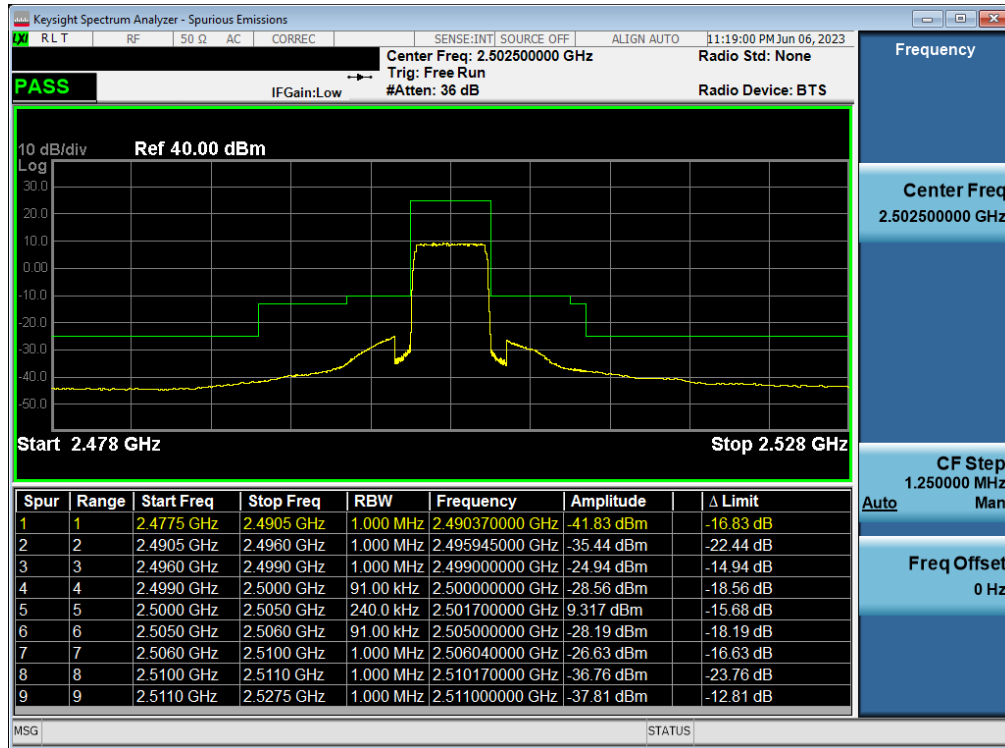 Keysight Spectrum Analyzer - Spurious Emissions
LXI RLT RF 50 Ω AC CORREC SENSE:INT SOURCE OFF ALIGN AUTO 11:19:00 PM Jun 06, 2023
Center Freq: 2.502500000 GHz Radio Std: None
Trig: Free Run
PASS IFGain:Low #Atten: 36 dB Radio Device: BTS
Frequency
10 dB/div Ref 40.00 dBm
Log
30.0
20.0
10.0
0.00
-10.0
-20.0
-30.0
-40.0
-50.0
Start 2.478 GHz Stop 2.528 GHz
Center Freq
2.502500000 GHz
CF Step
1.250000 MHz
Auto Man
Freq Offset
0 Hz
Spur Range Start Freq Stop Freq RBW Frequency Amplitude Δ Limit
1 1 2.4775 GHz 2.4905 GHz 1.000 MHz 2.490370000 GHz -41.83 dBm -16.83 dB
2 2 2.4905 GHz 2.4960 GHz 1.000 MHz 2.495945000 GHz -35.44 dBm -22.44 dB
3 3 2.4960 GHz 2.4990 GHz 1.000 MHz 2.499000000 GHz -24.94 dBm -14.94 dB
4 4 2.4990 GHz 2.5000 GHz 91.00 kHz 2.500000000 GHz -28.56 dBm -18.56 dB
5 5 2.5000 GHz 2.5050 GHz 240.0 kHz 2.501700000 GHz 9.317 dBm -15.68 dB
6 6 2.5050 GHz 2.5060 GHz 91.00 kHz 2.505000000 GHz -28.19 dBm -18.19 dB
7 7 2.5060 GHz 2.5100 GHz 1.000 MHz 2.506040000 GHz -26.63 dBm -16.63 dB
8 8 2.5100 GHz 2.5110 GHz 1.000 MHz 2.510170000 GHz -36.76 dBm -23.76 dB
9 9 2.5110 GHz 2.5275 GHz 1.000 MHz 2.511000000 GHz -37.81 dBm -12.81 dB
MSG STATUS